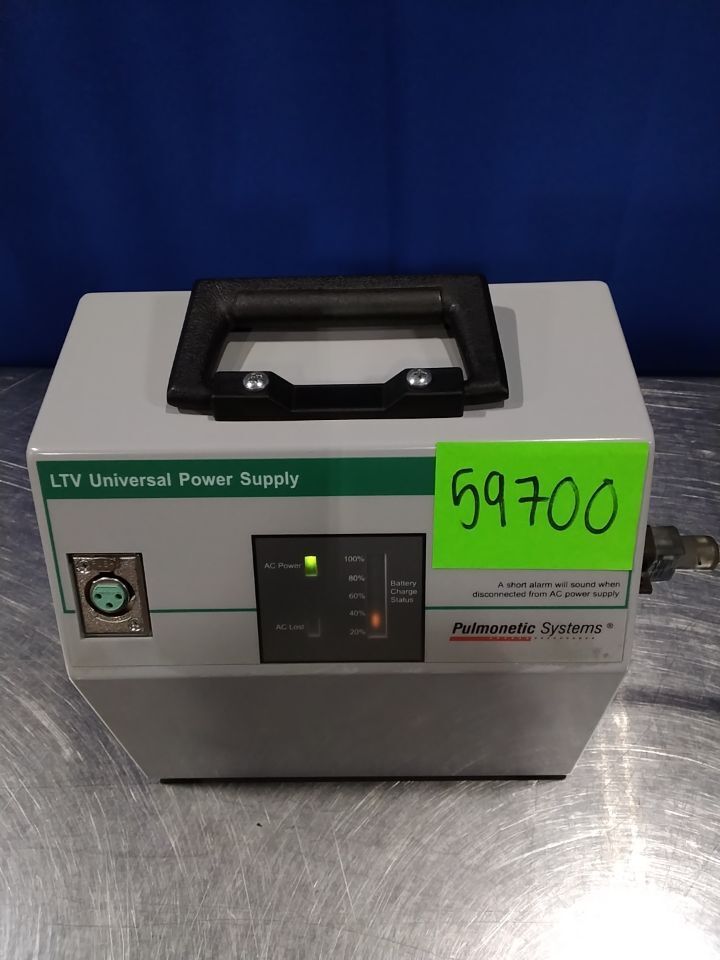 LTV Universal Power Supply
59700
AC Power
100%
80%
60%
40%
20%
Battery
Charge
Status
AC Lost
A short alarm will sound when
disconnected from AC power supply
Pulmonetic Systems ®